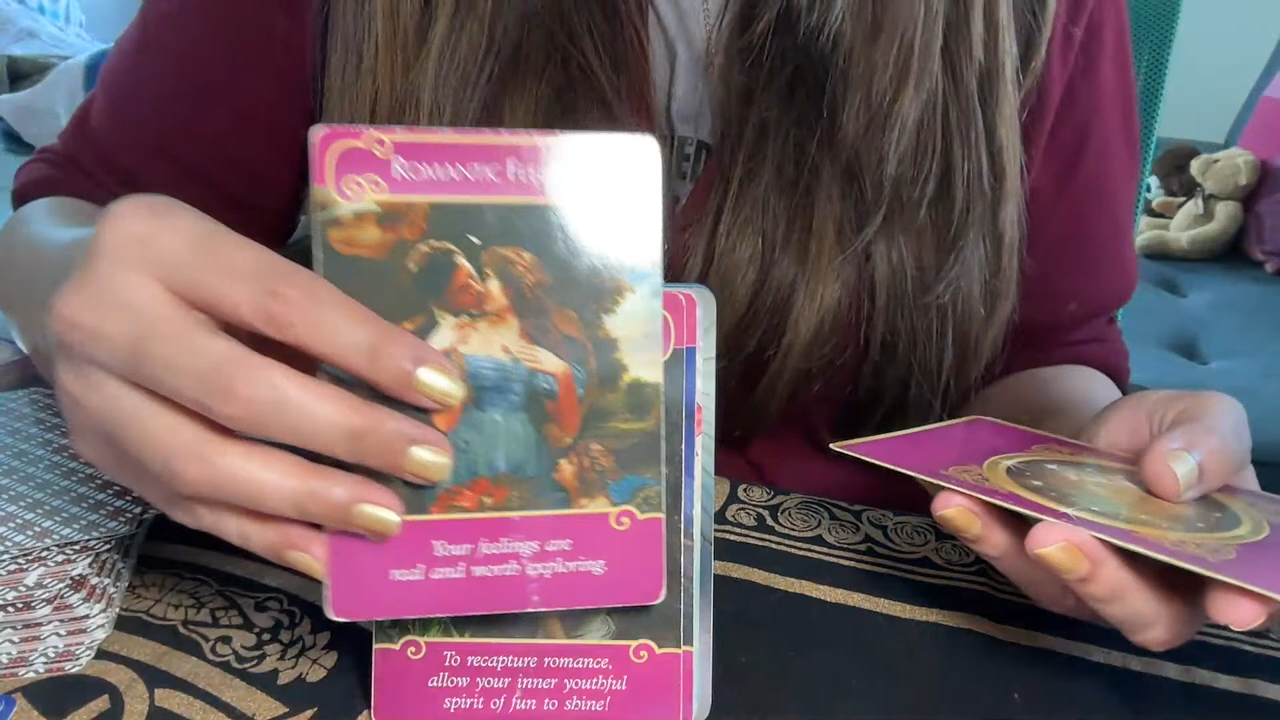 ROMANTIC
Your feelings are
real and worth exploring.
To recapture romance,
allow your inner youthful
spirit of fun to shine!